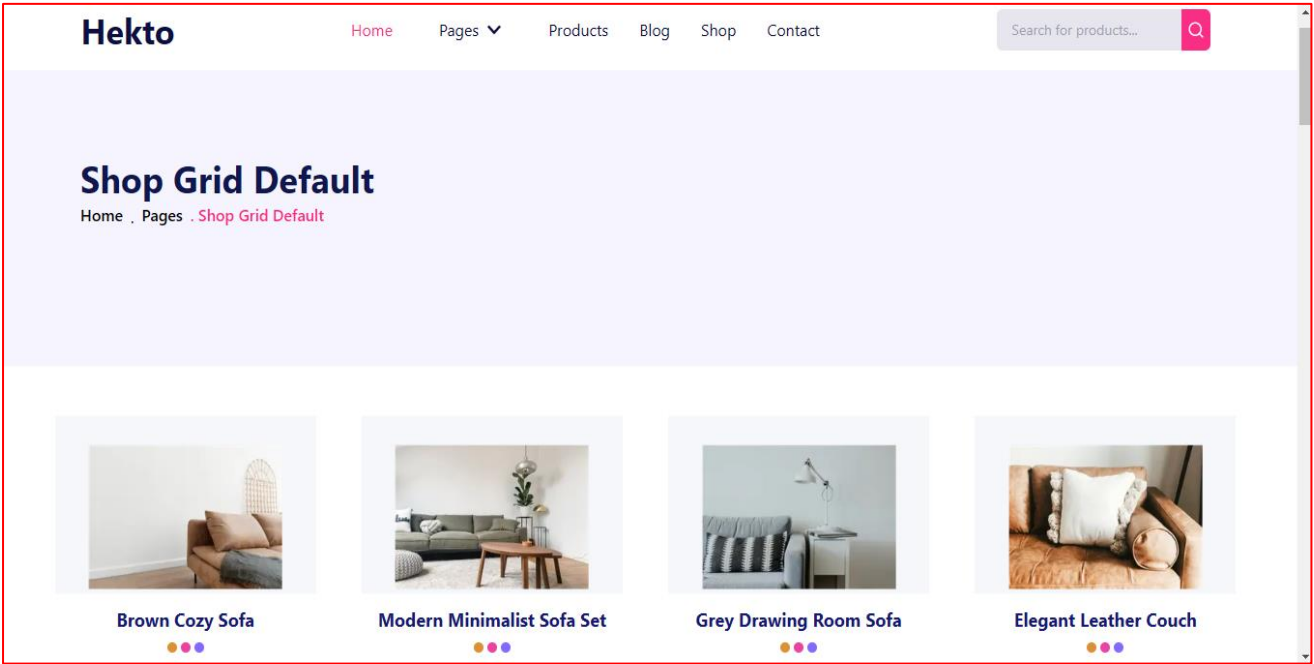 Hekto
Home Pages Products Blog Shop Contact
Search for products...
Shop Grid Default
Home . Pages . Shop Grid Default
Brown Cozy Sofa
Modern Minimalist Sofa Set
Grey Drawing Room Sofa
Elegant Leather Couch